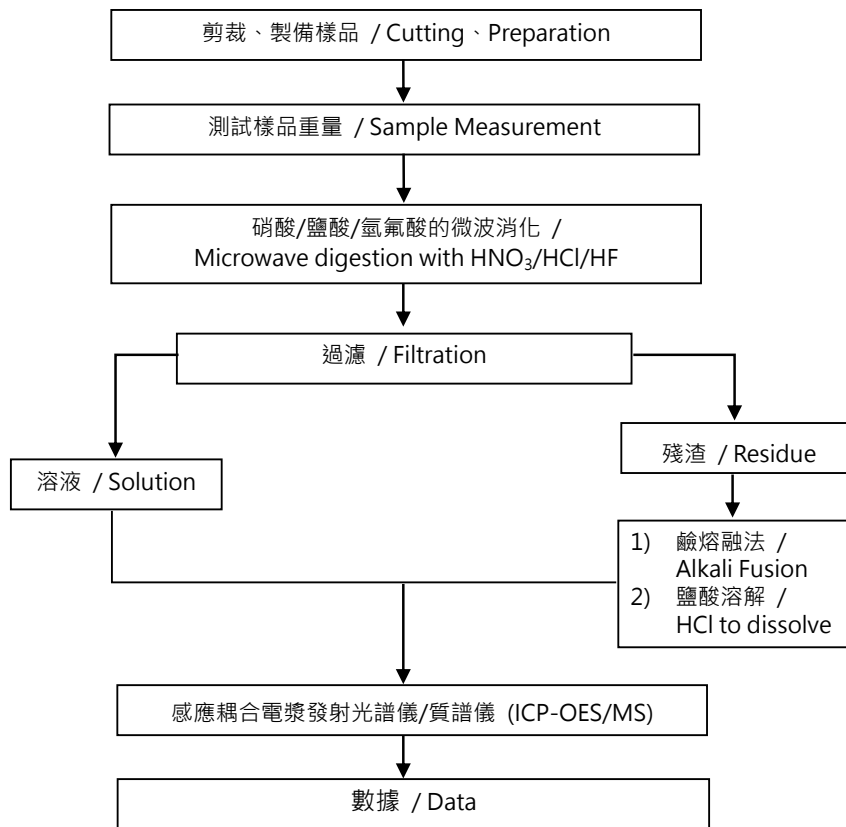 剪裁、製備樣品 / Cutting、Preparation
測試樣品重量 / Sample Measurement
硝酸/鹽酸/氫氟酸的微波消化 /
Microwave digestion with HNO₃/HCl/HF
過濾 / Filtration
溶液 / Solution
殘渣 / Residue
1) 鹼熔融法 /
Alkali Fusion
2) 鹽酸溶解 /
HCl to dissolve
感應耦合電漿發射光譜儀/質譜儀 (ICP-OES/MS)
數據 / Data